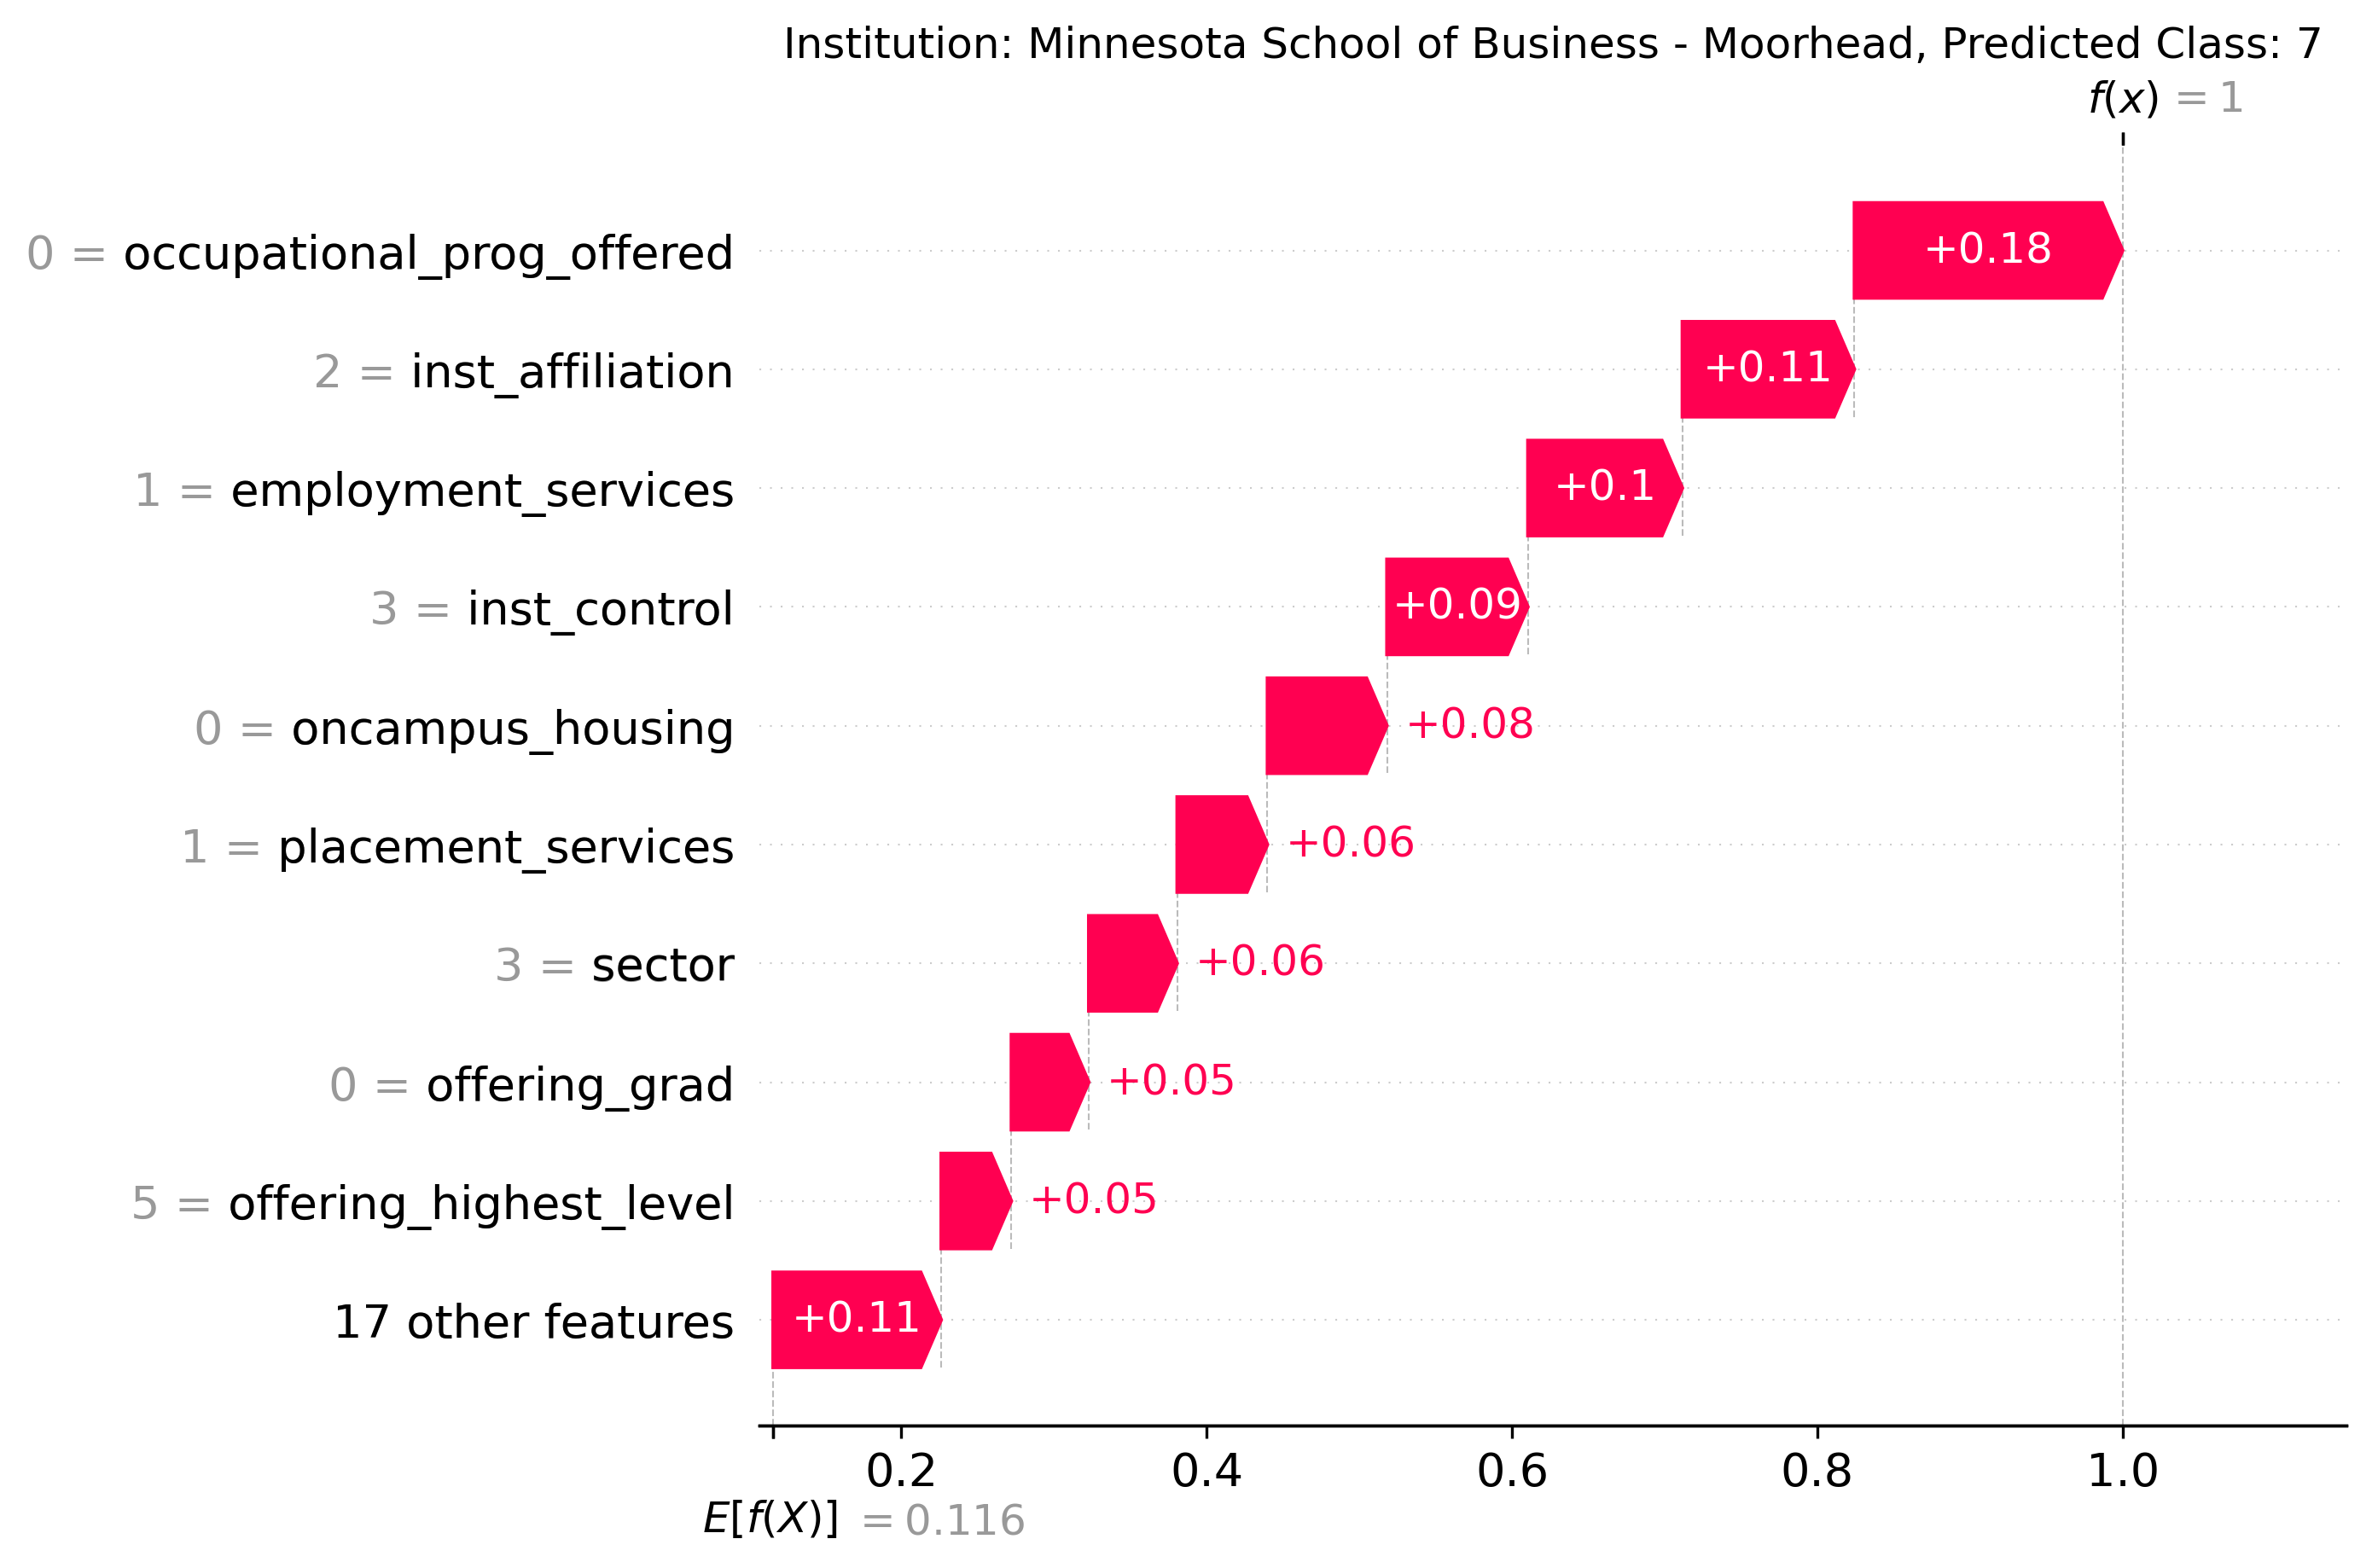 Institution: Minnesota School of Business - Moorhead, Predicted Class: 7
f(x) = 1
0 = occupational_prog_offered +0.18
2 = inst_affiliation +0.11
1 = employment_services +0.1
3 = inst_control +0.09
0 = oncampus_housing +0.08
1 = placement_services +0.06
3 = sector +0.06
0 = offering_grad +0.05
5 = offering_highest_level +0.05
17 other features +0.11
0.2 0.4 0.6 0.8 1.0
E[f(X)] = 0.116